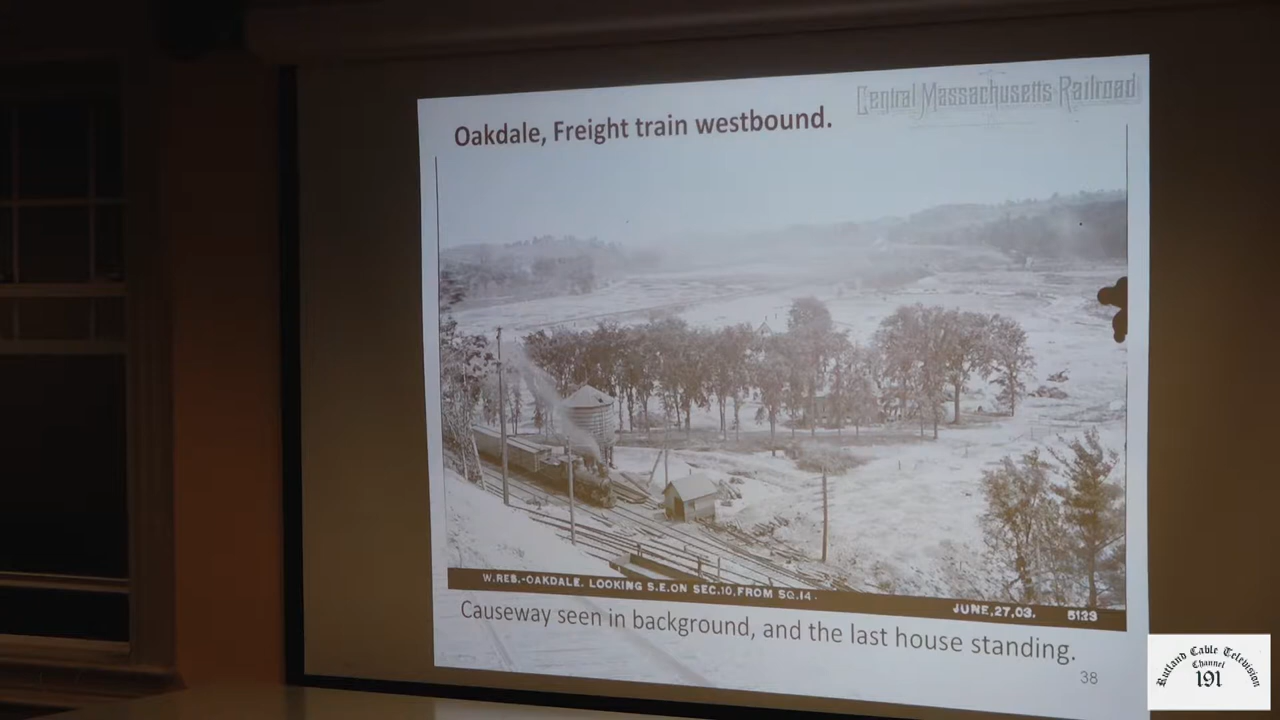 Central Massachusetts Railroad
Oakdale, Freight train westbound.
W.RES.-OAKDALE. LOOKING S.E.ON SEC.10,FROM SQ.14.
JUNE,27,03. 5123
Causeway seen in background, and the last house standing.
38
Rutland Cable Television
Channel
191